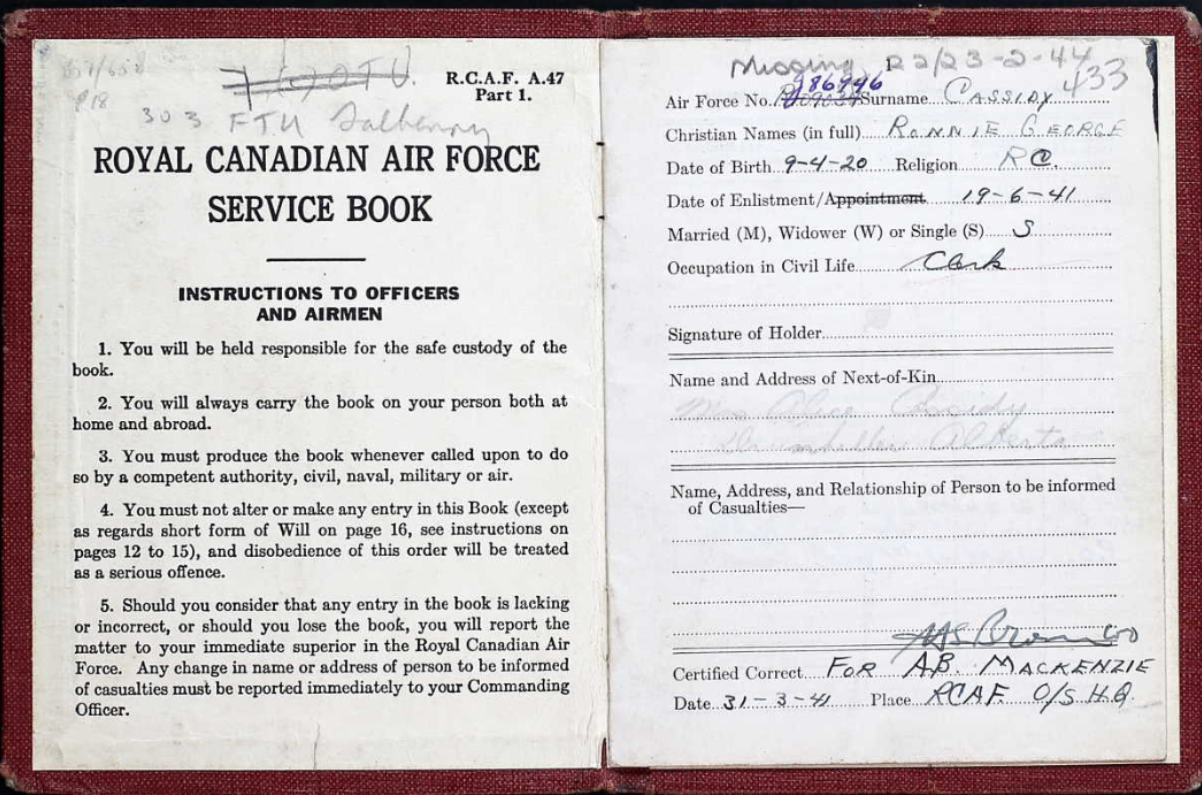 7 (O) OTU.
R.C.A.F. A.47
Part 1.
303 FTU Talbenny
ROYAL CANADIAN AIR FORCE
SERVICE BOOK
INSTRUCTIONS TO OFFICERS
AND AIRMEN
1. You will be held responsible for the safe custody of the
book.
2. You will always carry the book on your person both at
home and abroad.
3. You must produce the book whenever called upon to do
so by a competent authority, civil, naval, military or air.
4. You must not alter or make any entry in this Book (except
as regards short form of Will on page 16, see instructions on
pages 12 to 15), and disobedience of this order will be treated
as a serious offence.
5. Should you consider that any entry in the book is lacking
or incorrect, or should you lose the book, you will report the
matter to your immediate superior in the Royal Canadian Air
Force. Any change in name or address of person to be informed
of casualties must be reported immediately to your Commanding
Officer.
Missing 22/23-2-44
433
Air Force No. J86946 Surname CASSIDY
Christian Names (in full) RONNIE GEORGE
Date of Birth 9-4-20 Religion RC.
Date of Enlistment/Appointment 19-6-41
Married (M), Widower (W) or Single (S) S
Occupation in Civil Life Clerk
Signature of Holder
Name and Address of Next-of-Kin
Mrs Alice Cassidy
Drumheller Alberta
Name, Address, and Relationship of Person to be informed
of Casualties—
Certified Correct FOR A.B. MACKENZIE
Date 31-3-41 Place RCAF. O/S H.Q.